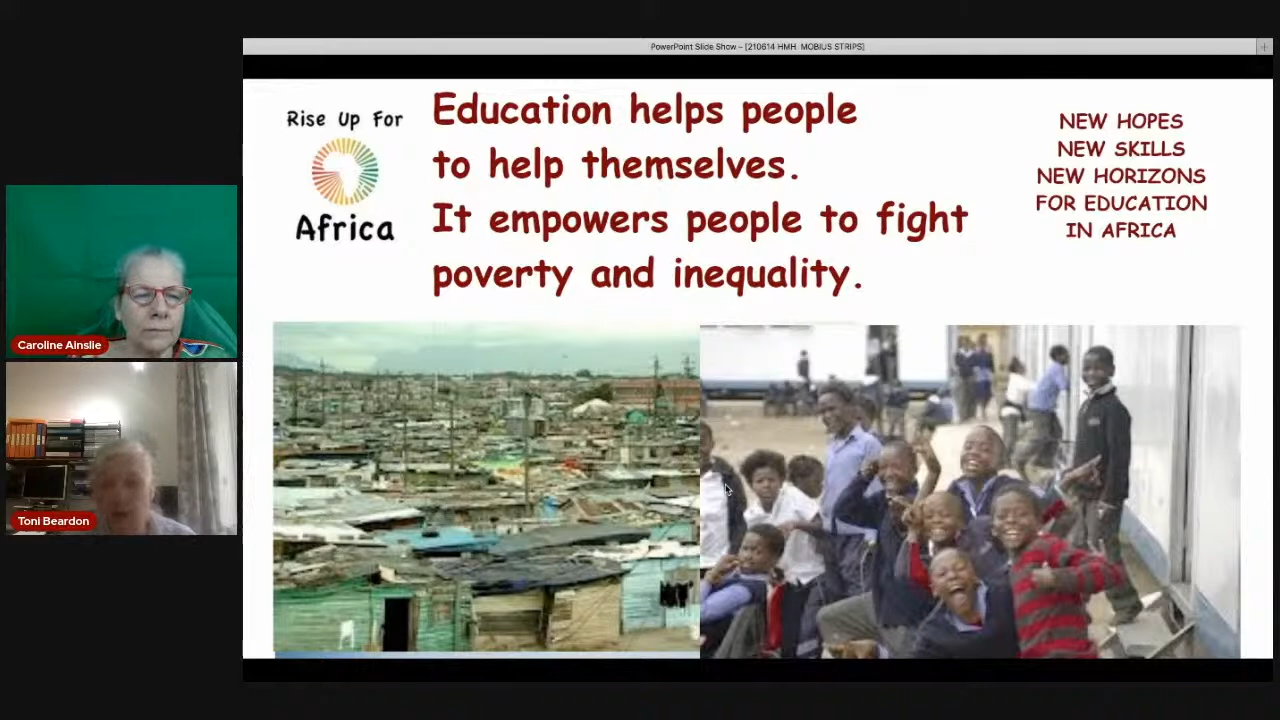 PowerPoint Slide Show – [210614 HMH MOBIUS STRIPS]
Rise Up For
Africa
Education helps people
to help themselves.
It empowers people to fight
poverty and inequality.
NEW HOPES
NEW SKILLS
NEW HORIZONS
FOR EDUCATION
IN AFRICA
Caroline Ainslie
Toni Beardon